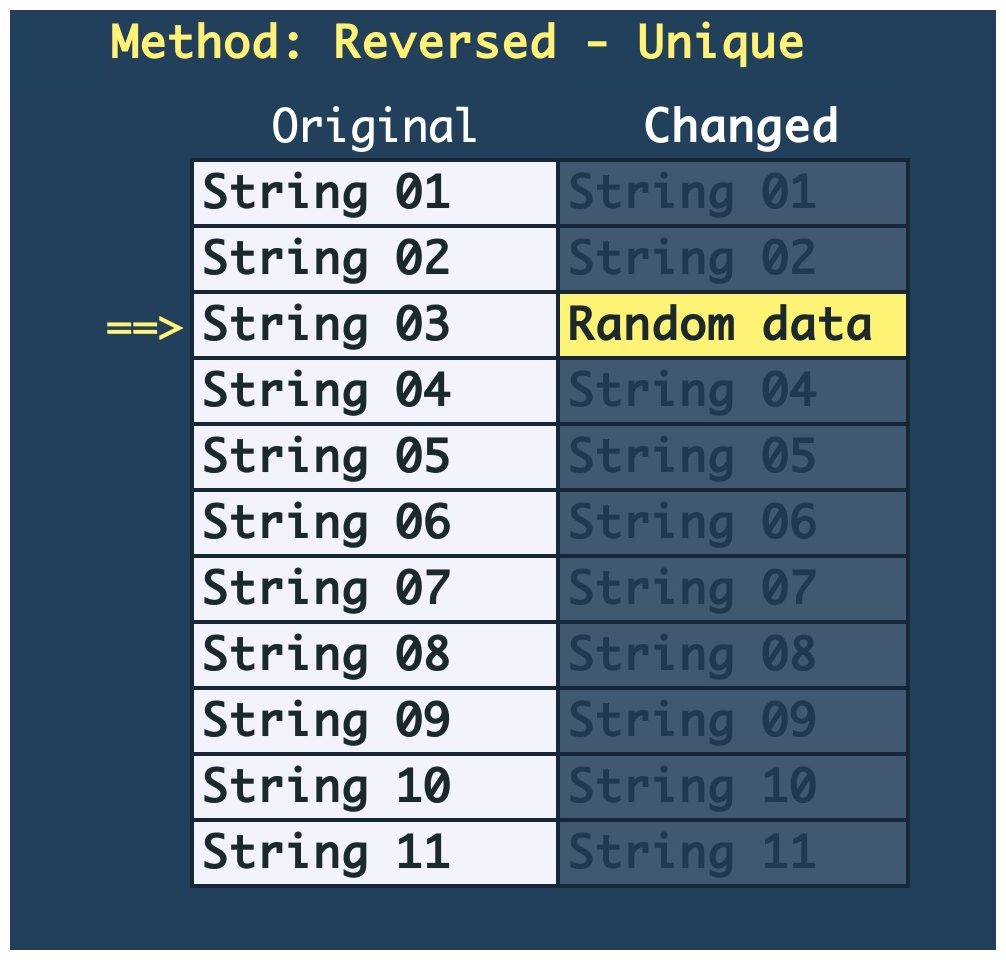 Method: Reversed - Unique
Original Changed
String 01 String 01
String 02 String 02
==> String 03 Random data
String 04 String 04
String 05 String 05
String 06 String 06
String 07 String 07
String 08 String 08
String 09 String 09
String 10 String 10
String 11 String 11